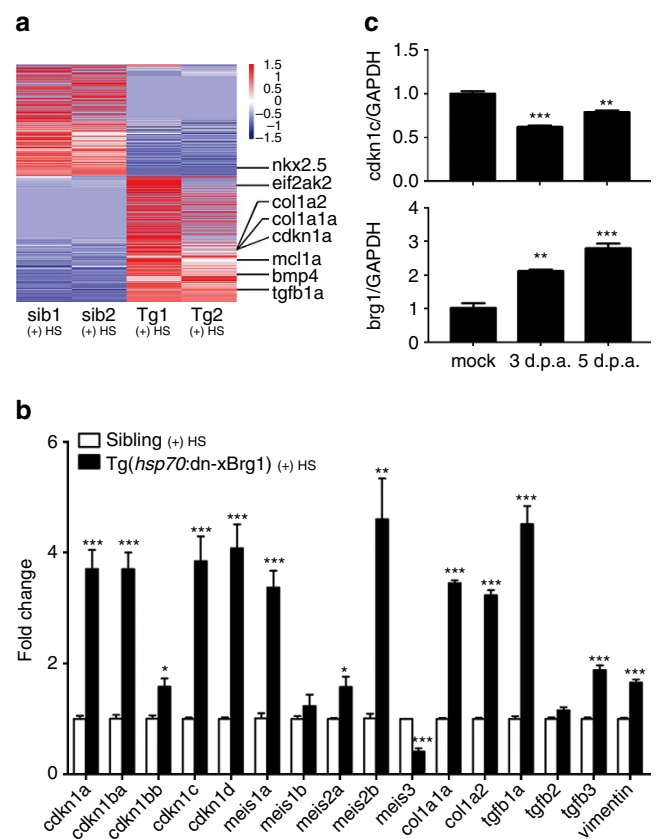 a
1.5
1
0.5
0
−0.5
−1
−1.5
nkx2.5
eif2ak2
col1a2
col1a1a
cdkn1a
mcl1a
bmp4
tgfb1a
sib1 sib2 Tg1 Tg2
(+) HS (+) HS (+) HS (+) HS
c
cdkn1c/GAPDH
1.5
1.0
0.5
0.0
***
**
brg1/GAPDH
4
3
2
1
0
**
***
mock 3 d.p.a. 5 d.p.a.
b
Sibling (+) HS
Tg(hsp70:dn-xBrg1) (+) HS
Fold change
6
4
2
0
*** *** * *** *** *** * ** *** *** *** *** *** ***
cdkn1a cdkn1ba cdkn1bb cdkn1c cdkn1d meis1a meis1b meis2a meis2b meis3 col1a1a col1a2 tgfb1a tgfb2 tgfb3 vimentin